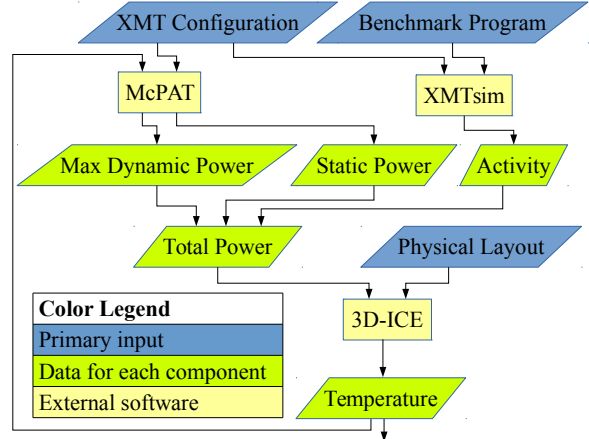 XMT Configuration
Benchmark Program
McPAT
XMTsim
Max Dynamic Power
Static Power
Activity
Total Power
Physical Layout
3D-ICE
Temperature
Color Legend
Primary input
Data for each component
External software